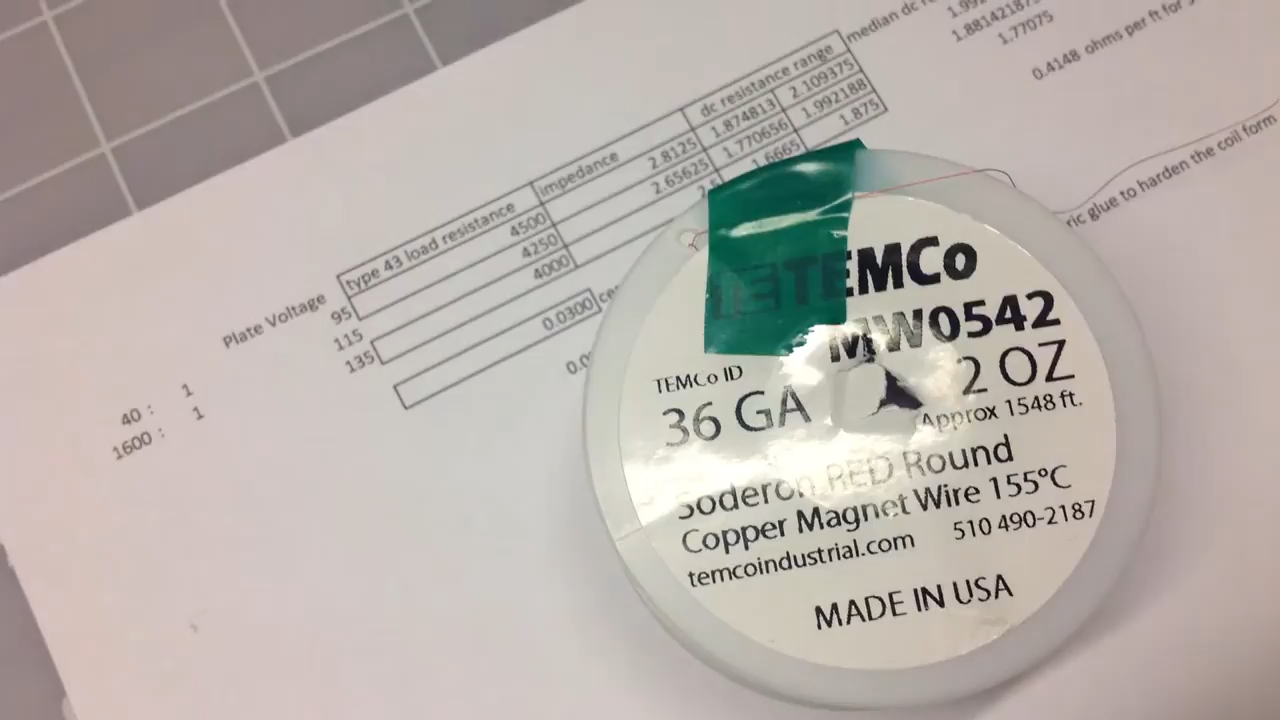 median dc
1.88142187
1.77075
0.4148 ohms per ft for
dc resistance range
type 43 load resistance impedance 1.874813 2.109375
4500 2.8125 1.770656 1.992188
4250 2.65625 1.6665 1.875
4000
Plate Voltage
95
115
135
0.0300
40 : 1
1600 : 1
glue to harden the coil form
TEMCo
MW0542
TEMCo ID
36 GA
2 OZ
Approx 1548 ft.
Soderon RED Round
Copper Magnet Wire 155°C
temcoindustrial.com 510 490-2187
MADE IN USA